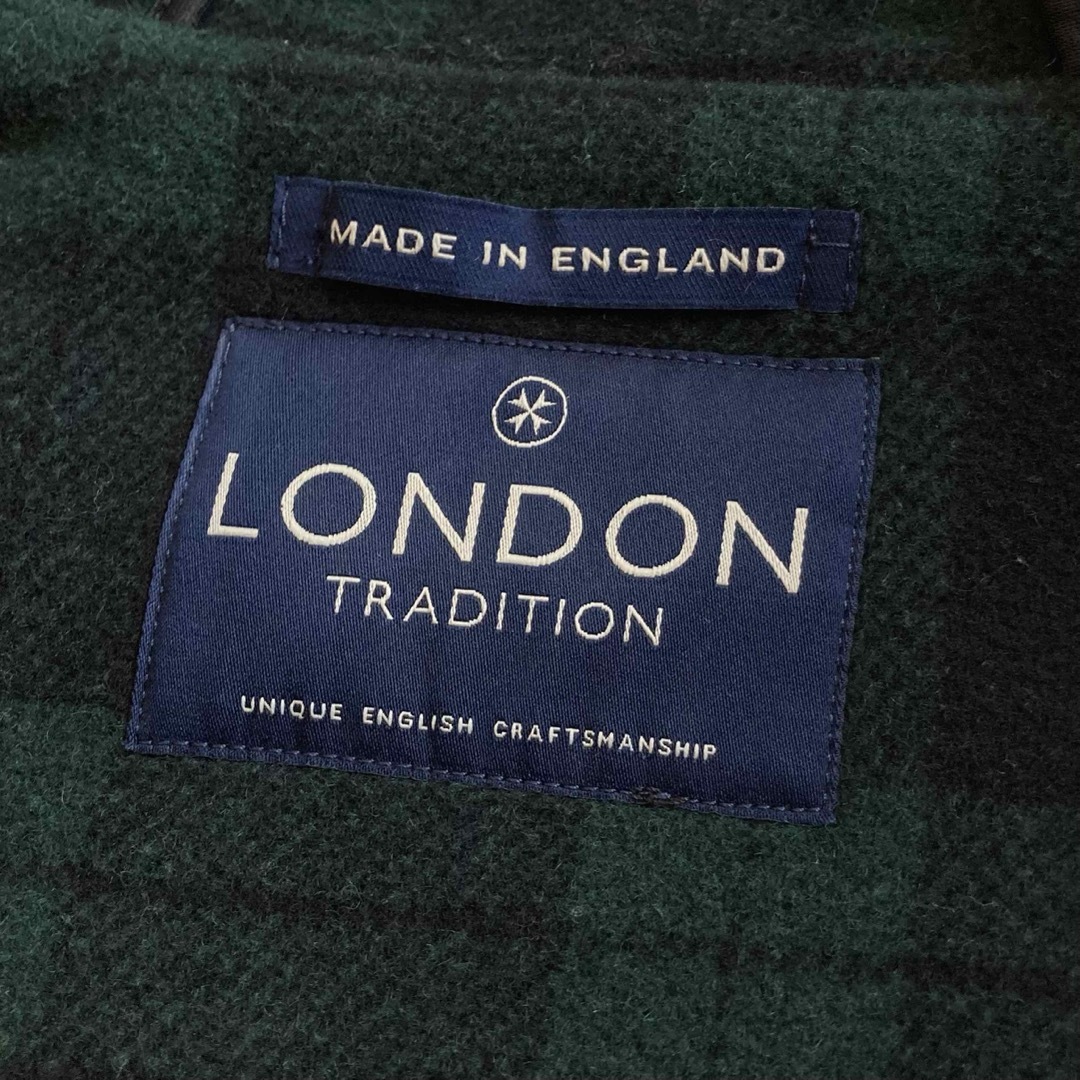 MADE IN ENGLAND
LONDON
TRADITION
UNIQUE ENGLISH CRAFTSMANSHIP